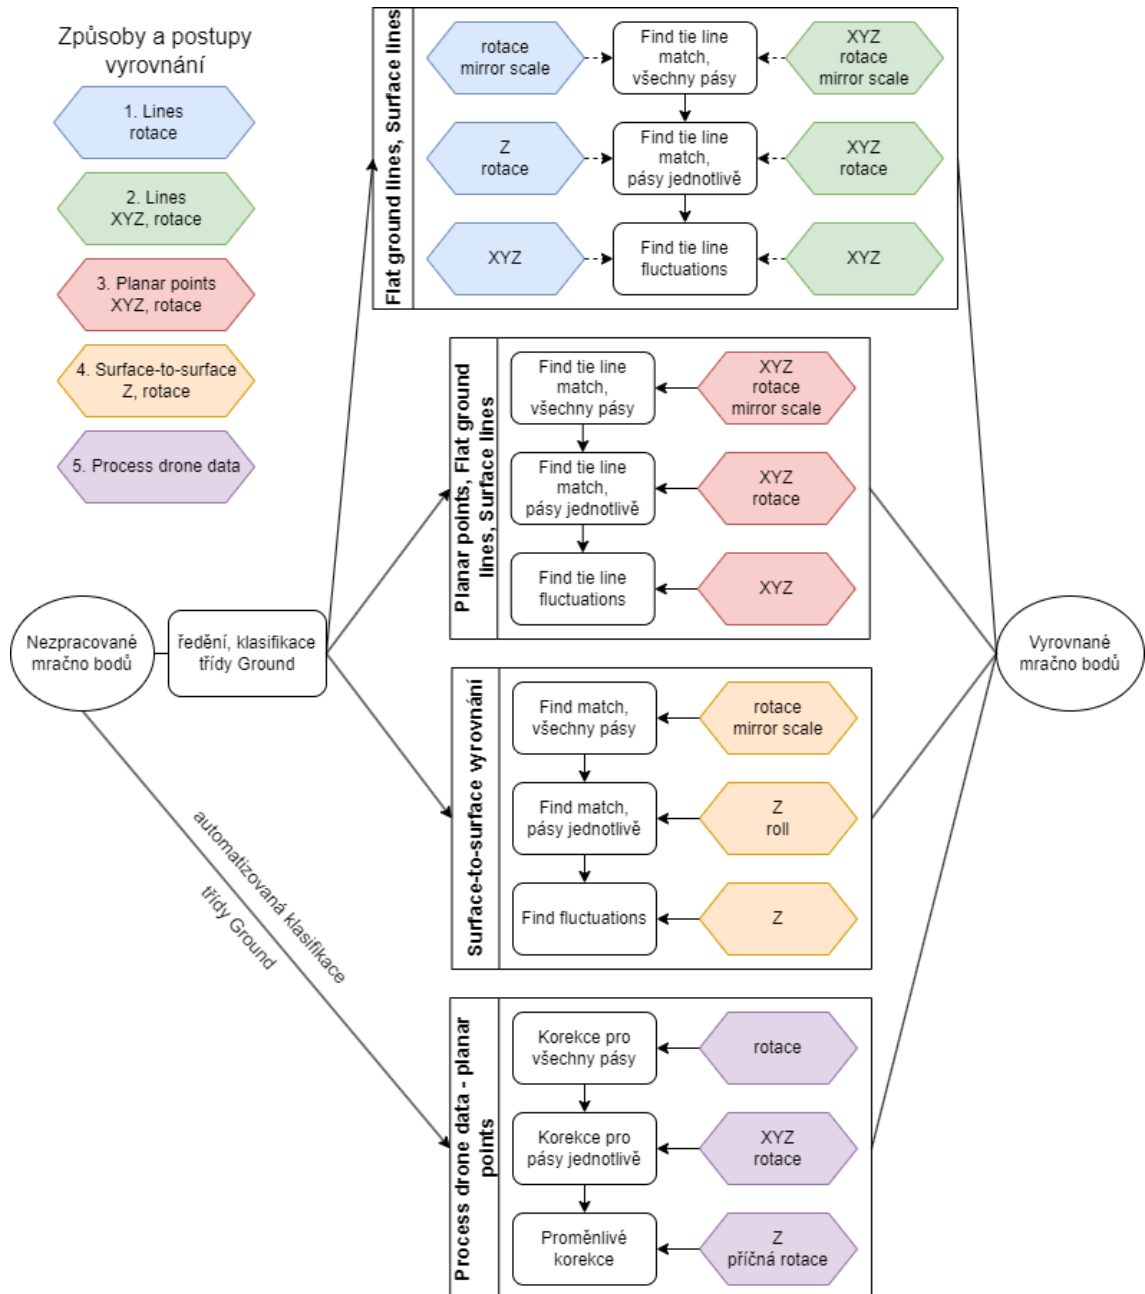 Způsoby a postupy
vyrovnání
1. Lines
rotace
2. Lines
XYZ, rotace
3. Planar points
XYZ, rotace
4. Surface-to-surface
Z, rotace
5. Process drone data
Nezpracované
mračno bodů
ředění, klasifikace
třídy Ground
automatizovaná klasifikace
třídy Ground
Flat ground lines, Surface lines
rotace
mirror scale
Find tie line
match,
všechny pásy
XYZ
rotace
mirror scale
Z
rotace
Find tie line
match,
pásy jednotlivě
XYZ
rotace
XYZ
Find tie line
fluctuations
XYZ
Planar points, Flat ground
lines, Surface lines
Find tie line
match,
všechny pásy
XYZ
rotace
mirror scale
Find tie line
match,
pásy jednotlivě
XYZ
rotace
Find tie line
fluctuations
XYZ
Surface-to-surface vyrovnání
Find match,
všechny pásy
rotace
mirror scale
Find match,
pásy jednotlivě
Z
roll
Find fluctuations
Z
Process drone data - planar
points
Korekce pro
všechny pásy
rotace
Korekce pro
pásy jednotlivě
XYZ
rotace
Proměnlivé
korekce
Z
příčná rotace
Vyrovnané
mračno bodů